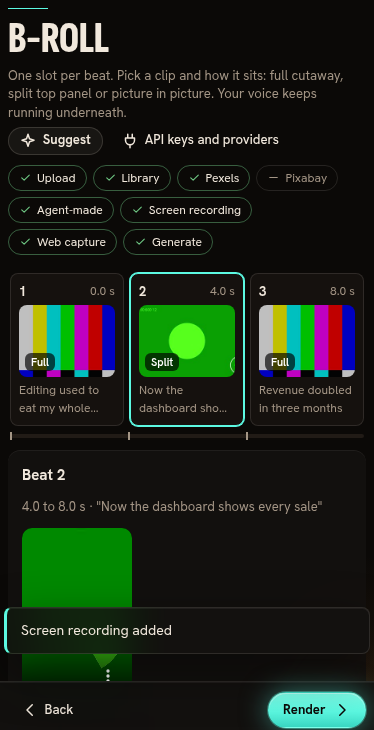 B-ROLL
One slot per beat. Pick a clip and how it sits: full cutaway,
split top panel or picture in picture. Your voice keeps
running underneath.
Suggest
API keys and providers
Upload
Library
Pexels
Pixabay
Agent-made
Screen recording
Web capture
Generate
1
0.0 s
Full
Editing used to
eat my whole...
2
4.0 s
Split
Now the
dashboard sho...
3
8.0 s
Full
Revenue doubled
in three months
Beat 2
4.0 to 8.0 s · "Now the dashboard shows every sale"
Screen recording added
Back
Render